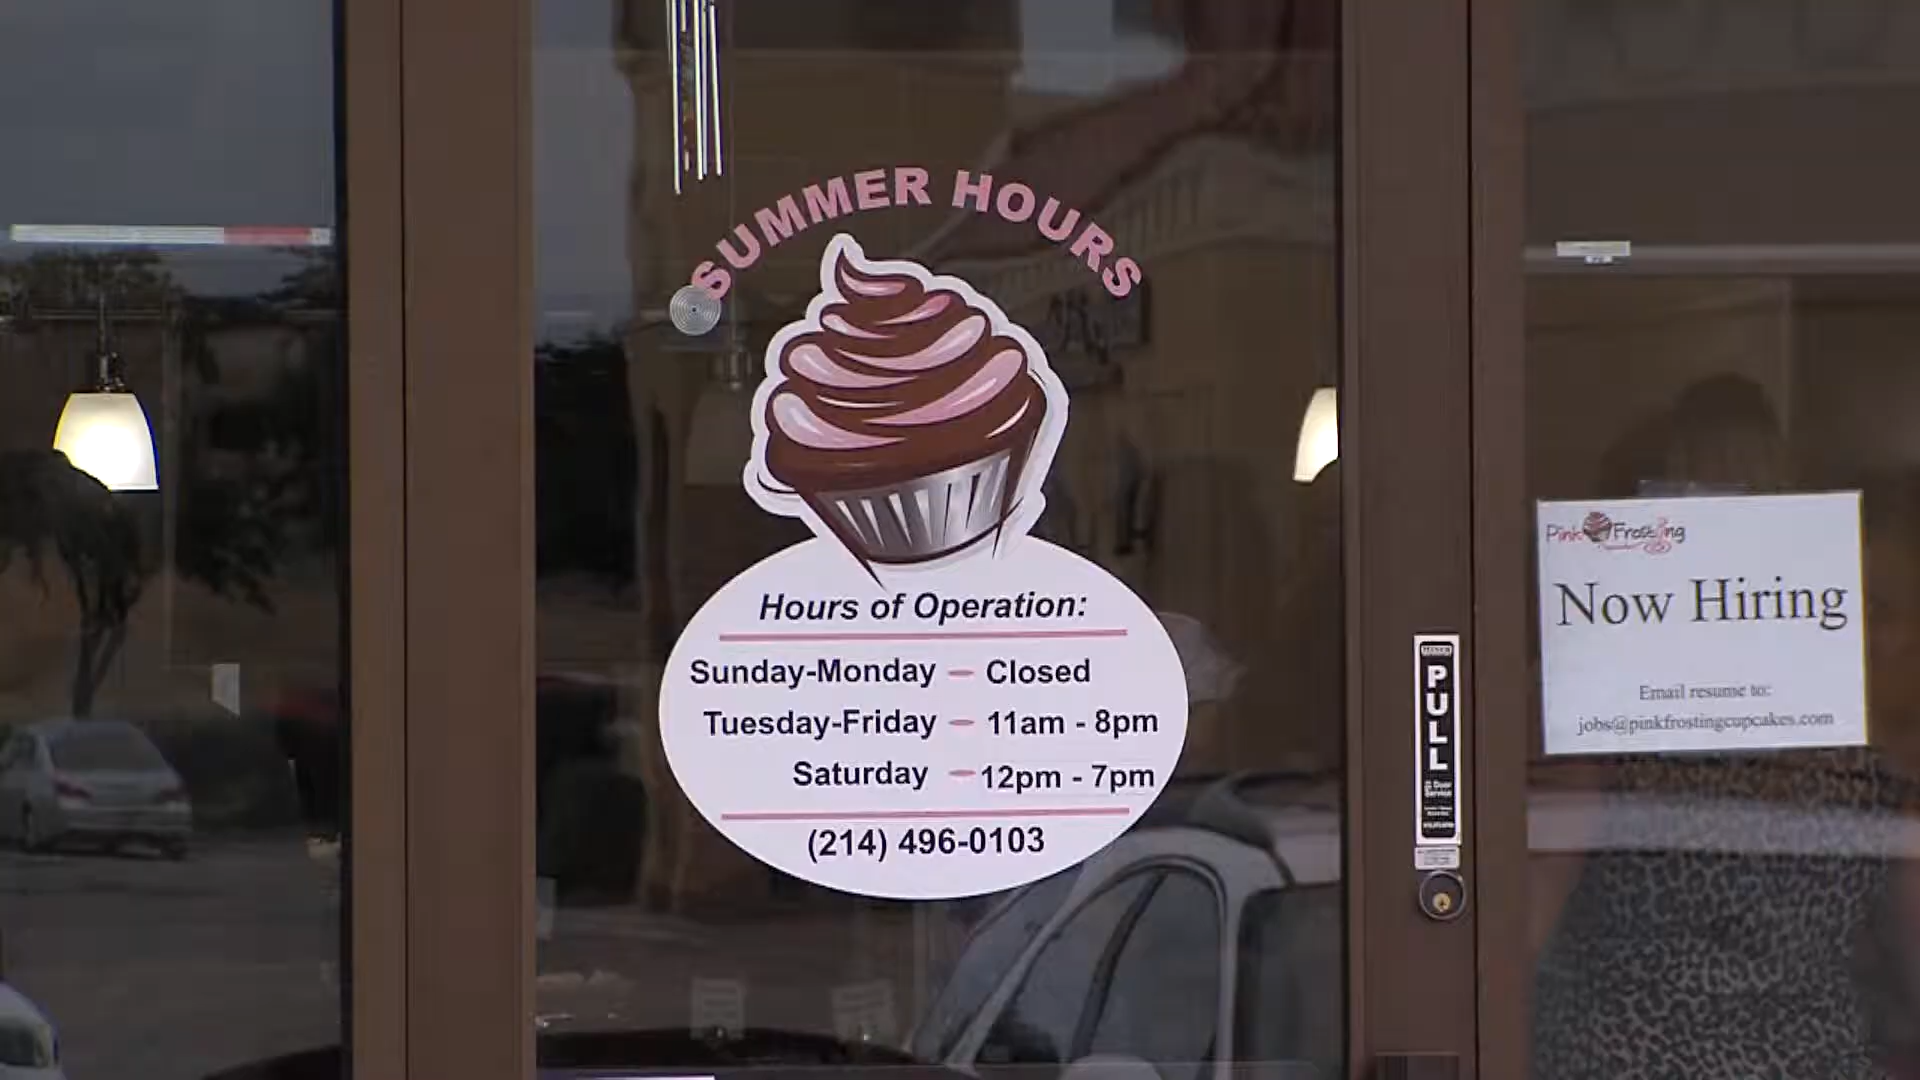 SUMMER HOURS
Hours of Operation:
Sunday-Monday – Closed
Tuesday-Friday – 11am - 8pm
Saturday – 12pm - 7pm
(214) 496-0103
PULL
Pink Frosting
Now Hiring
Email resume to:
jobs@pinkfrostingcupcakes.com